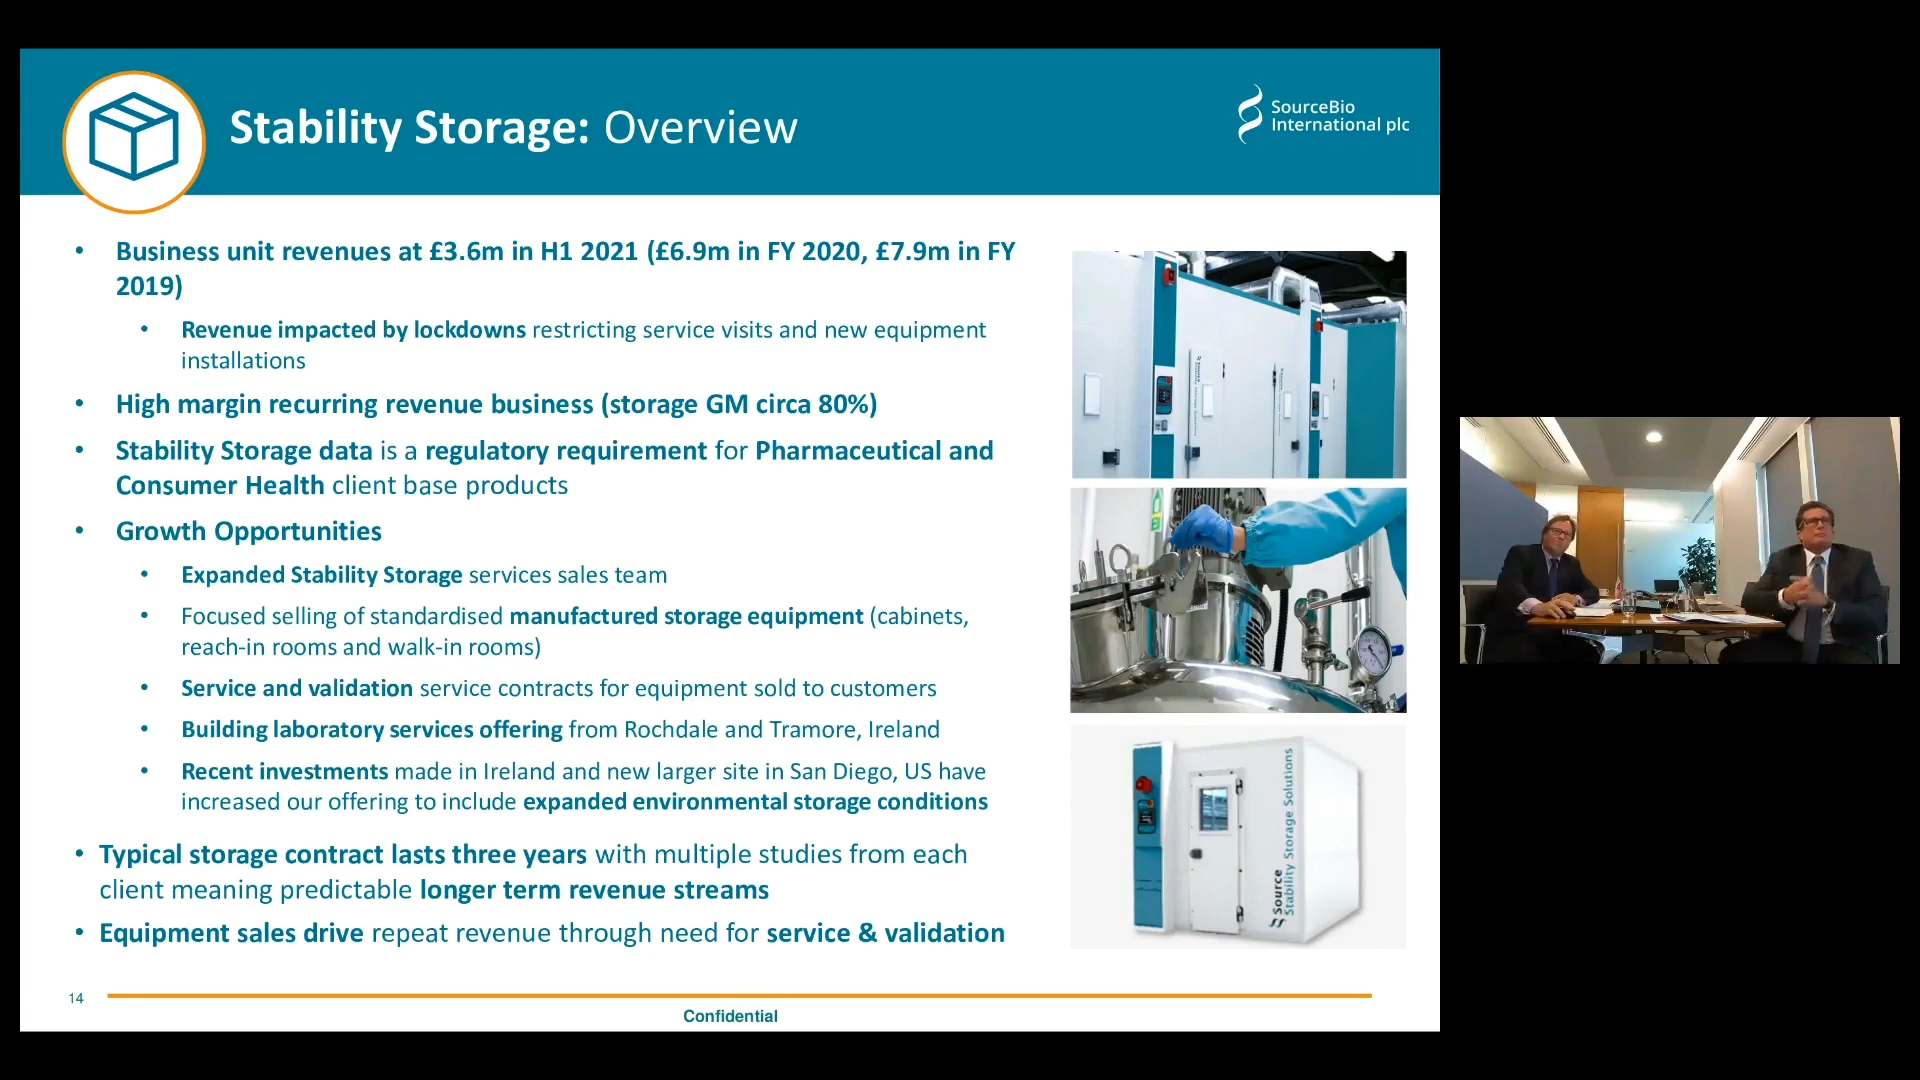 Stability Storage: Overview
SourceBio
International plc
• Business unit revenues at £3.6m in H1 2021 (£6.9m in FY 2020, £7.9m in FY
2019)
• Revenue impacted by lockdowns restricting service visits and new equipment
installations
• High margin recurring revenue business (storage GM circa 80%)
• Stability Storage data is a regulatory requirement for Pharmaceutical and
Consumer Health client base products
• Growth Opportunities
• Expanded Stability Storage services sales team
• Focused selling of standardised manufactured storage equipment (cabinets,
reach-in rooms and walk-in rooms)
• Service and validation service contracts for equipment sold to customers
• Building laboratory services offering from Rochdale and Tramore, Ireland
• Recent investments made in Ireland and new larger site in San Diego, US have
increased our offering to include expanded environmental storage conditions
• Typical storage contract lasts three years with multiple studies from each
client meaning predictable longer term revenue streams
• Equipment sales drive repeat revenue through need for service & validation
Source
Stability Storage Solutions
14
Confidential